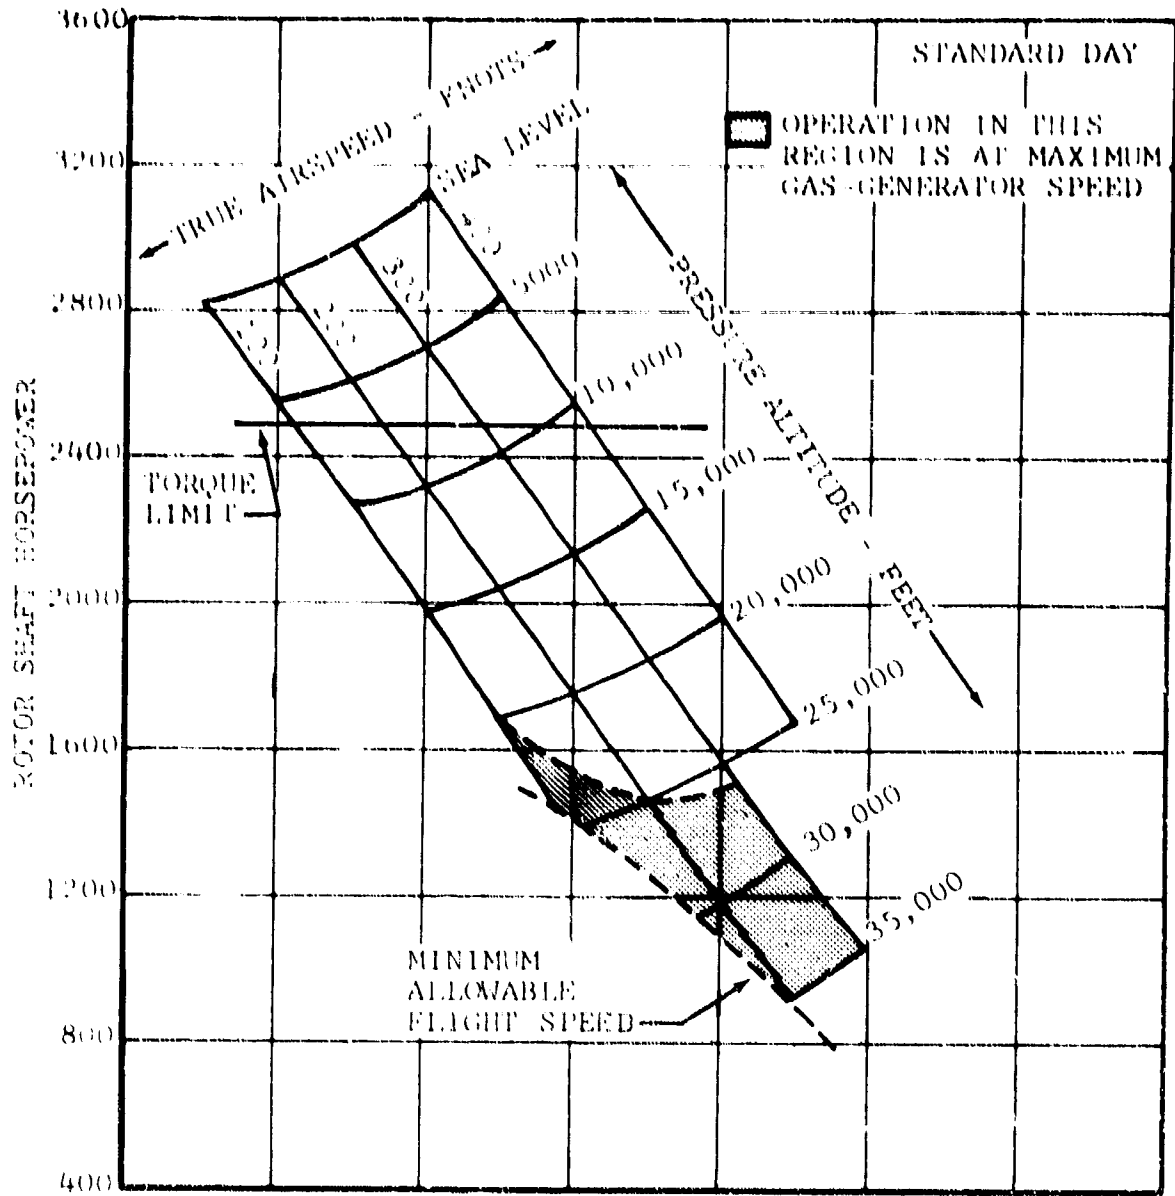 3600
3200
2800
2400
2000
1600
1200
800
400
ROTOR SHAFT HORSEPOWER
STANDARD DAY
OPERATION IN THIS
REGION IS AT MAXIMUM
GAS-GENERATOR SPEED
TRUE AIRSPEED - KNOTS
SEA LEVEL
300
5000
10,000
15,000
20,000
25,000
30,000
35,000
PRESSURE ALTITUDE - FEET
TORQUE
LIMIT
MINIMUM
ALLOWABLE
FLIGHT SPEED